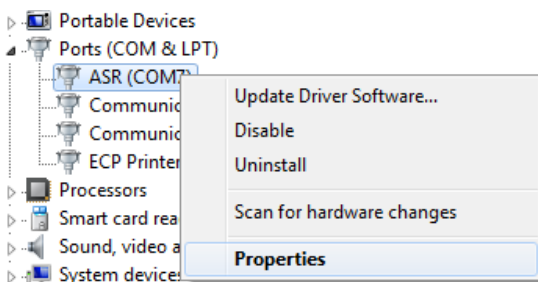 Portable Devices
Ports (COM & LPT)
ASR (COM7)
Communic
Communic
ECP Printer
Processors
Smart card rea
Sound, video a
System devices
Update Driver Software...
Disable
Uninstall
Scan for hardware changes
Properties